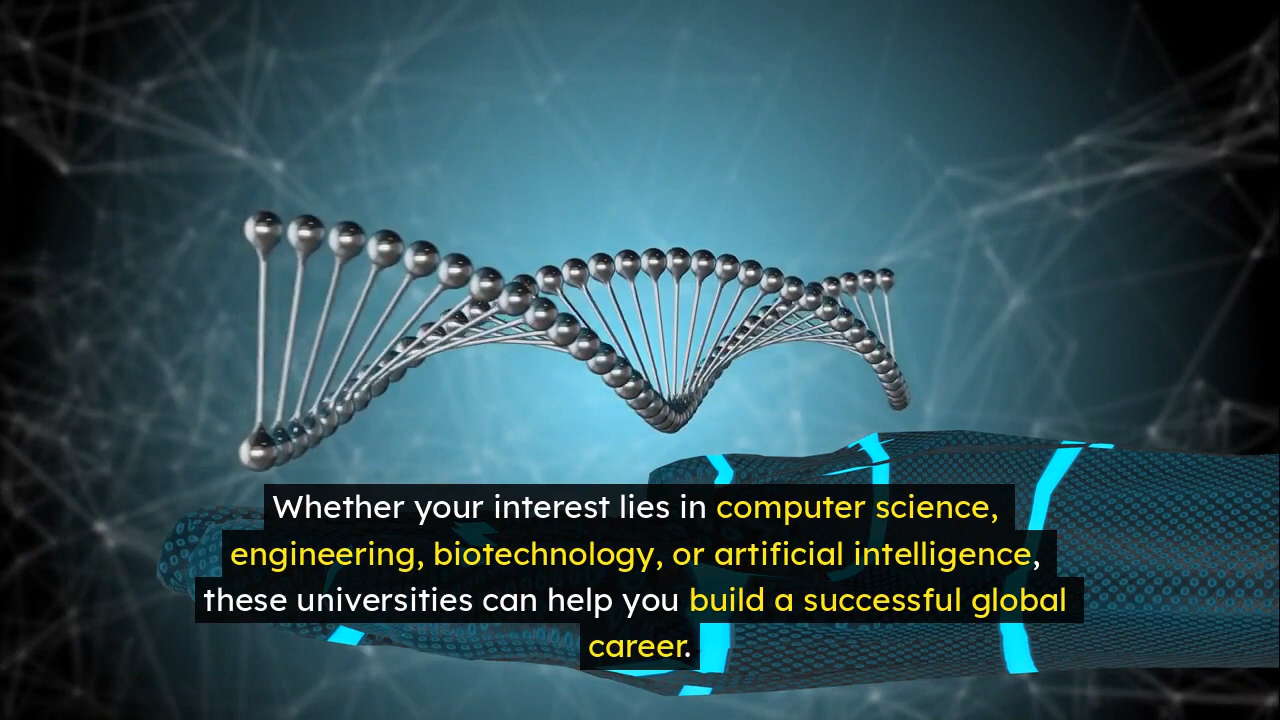 Whether your interest lies in computer science,
engineering, biotechnology, or artificial intelligence,
these universities can help you build a successful global
career.